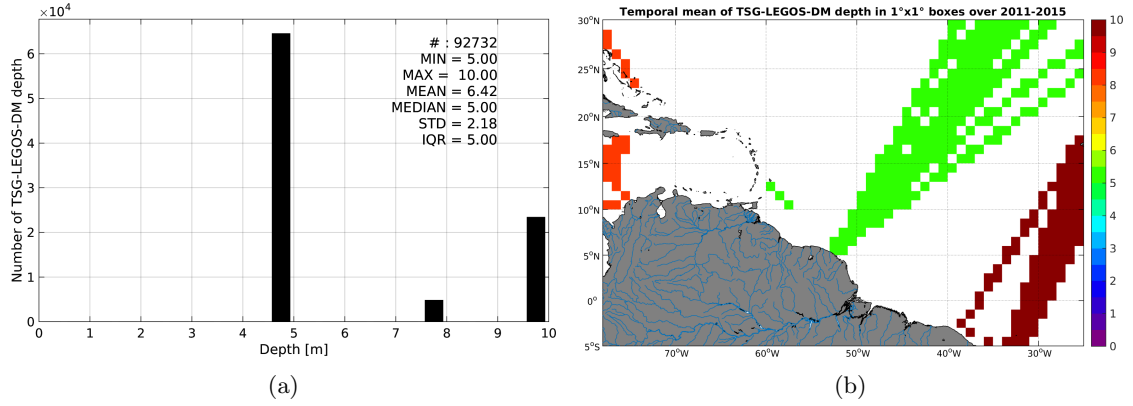 ×10⁴
Number of TSG-LEGOS-DM depth
6
5
4
3
2
1
0
# : 92732
MIN = 5.00
MAX = 10.00
MEAN = 6.42
MEDIAN = 5.00
STD = 2.18
IQR = 5.00
0 1 2 3 4 5 6 7 8 9 10
Depth [m]
(a)
Temporal mean of TSG-LEGOS-DM depth in 1°x1° boxes over 2011-2015
30°N
25°N
20°N
15°N
10°N
5°N
0°
5°S
70°W 60°W 50°W 40°W 30°W
10
9
8
7
6
5
4
3
2
1
0
(b)